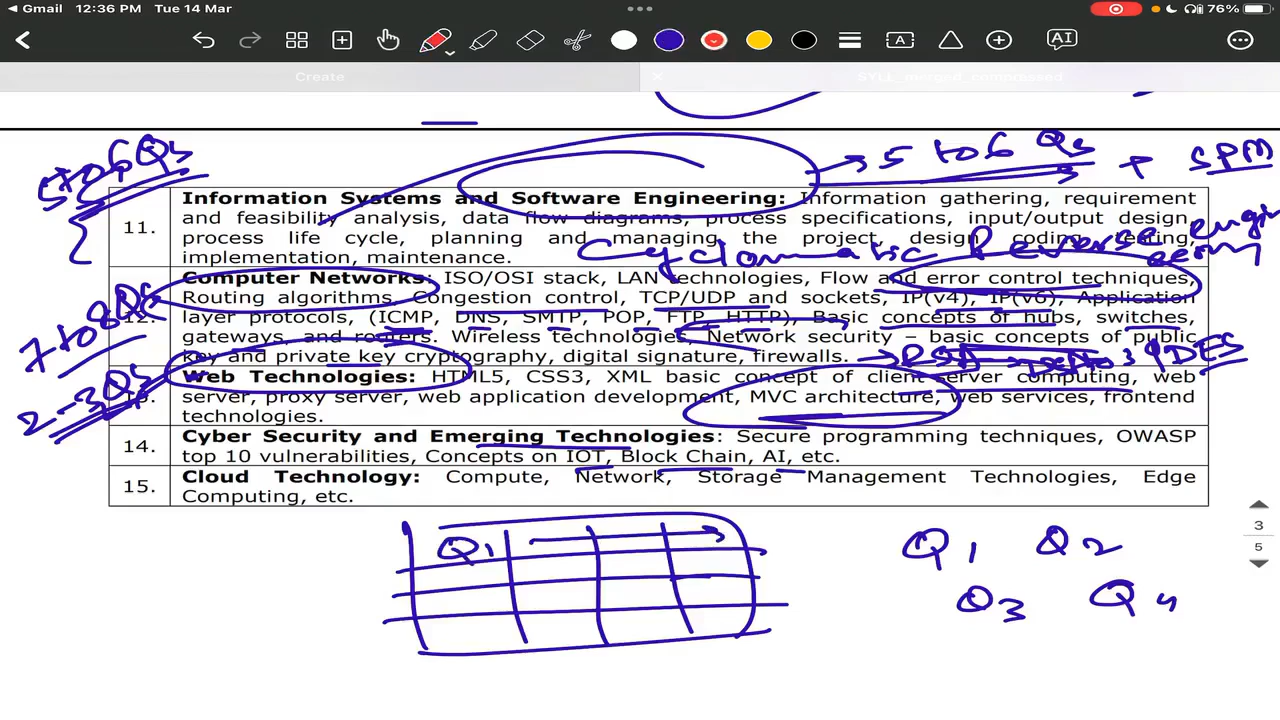 Gmail 12:36 PM Tue 14 Mar 76%
A AI
Create SYLL_merged_compressed
5 to 6 Qs 5 to 6 Qs + SPM
11. Information Systems and Software Engineering: Information gathering, requirement
and feasibility analysis, data flow diagrams, process specifications, input/output design,
process life cycle, planning and managing the project, design, coding, testing,
implementation, maintenance.
Cyclomatic Reverse engineering
7 to 8 Qs
12. Computer Networks: ISO/OSI stack, LAN technologies, Flow and error control techniques,
Routing algorithms, Congestion control, TCP/UDP and sockets, IP(v4), IP(v6), Application
layer protocols, (ICMP, DNS, SMTP, POP, FTP, HTTP), Basic concepts of hubs, switches,
gateways, and routers. Wireless technologies, Network security – basic concepts of public
key and private key cryptography, digital signature, firewalls.
RSA DES
2-3 Qs
13. Web Technologies: HTML5, CSS3, XML basic concept of client server computing, web
server, proxy server, web application development, MVC architecture, web services, frontend
technologies.
14. Cyber Security and Emerging Technologies: Secure programming techniques, OWASP
top 10 vulnerabilities, Concepts on IOT, Block Chain, AI, etc.
15. Cloud Technology: Compute, Network, Storage Management Technologies, Edge
Computing, etc.
3
5
Q1 Q1 Q2
Q3 Q4